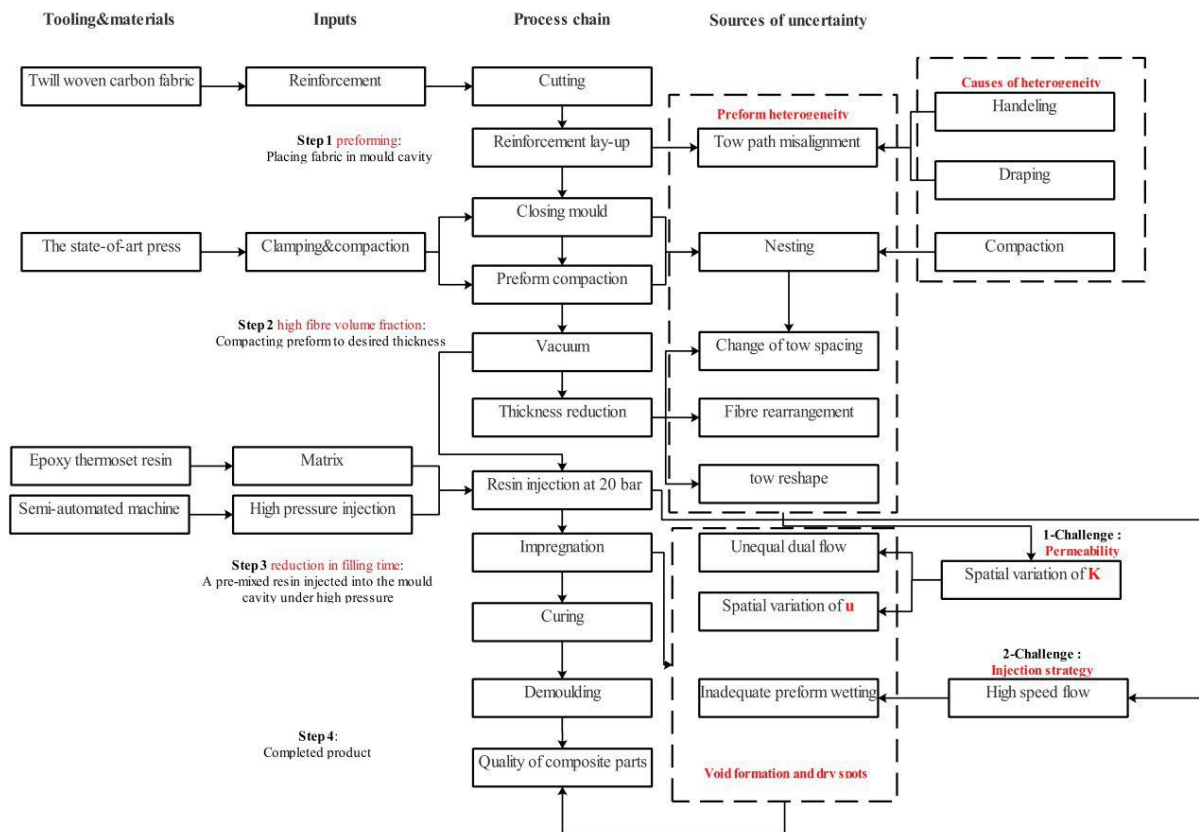 Tooling&materials
Inputs
Process chain
Sources of uncertainty
Twill woven carbon fabric
Reinforcement
Cutting
Causes of heterogeneity
Handeling
Preform heterogeneity
Step 1 preforming:
Placing fabric in mould cavity
Reinforcement lay-up
Tow path misalignment
Draping
Closing mould
The state-of-art press
Clamping&compaction
Nesting
Compaction
Preform compaction
Step 2 high fibre volume fraction:
Compacting preform to desired thickness
Vacuum
Change of tow spacing
Thickness reduction
Fibre rearrangement
Epoxy thermoset resin
Matrix
Resin injection at 20 bar
tow reshape
Semi-automated machine
High pressure injection
1-Challenge :
Permeability
Impregnation
Unequal dual flow
Spatial variation of K
Step 3 reduction in filling time:
A pre-mixed resin injected into the mould
cavity under high pressure
Curing
Spatial variation of u
2-Challenge :
Injection strategy
Demoulding
Inadequate preform wetting
High speed flow
Step 4:
Completed product
Quality of composite parts
Void formation and dry spots